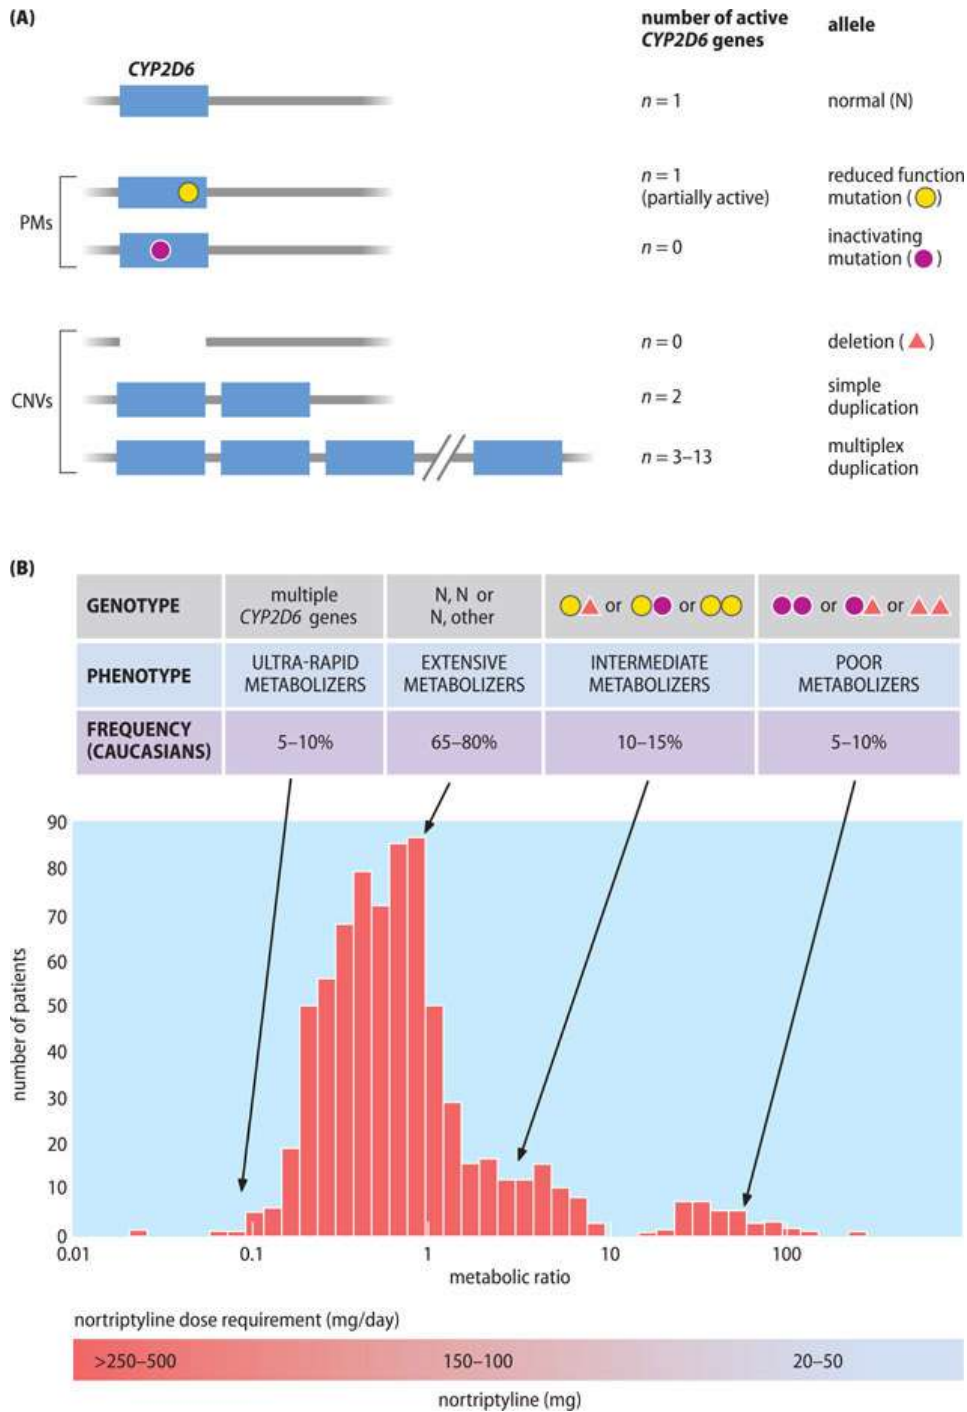 (A)
number of active
CYP2D6 genes
allele
CYP2D6
n = 1
normal (N)
PMs
n = 1
(partially active)
reduced function
mutation ( )
n = 0
inactivating
mutation ( )
CNVs
n = 0
deletion ( )
n = 2
simple
duplication
n = 3–13
multiplex
duplication
(B)
GENOTYPE
multiple
CYP2D6 genes
N, N or
N, other
or or
or or
PHENOTYPE
ULTRA-RAPID
METABOLIZERS
EXTENSIVE
METABOLIZERS
INTERMEDIATE
METABOLIZERS
POOR
METABOLIZERS
FREQUENCY
(CAUCASIANS)
5–10%
65–80%
10–15%
5–10%
number of patients
90
80
70
60
50
40
30
20
10
0
0.01 0.1 1 10 100
metabolic ratio
nortriptyline dose requirement (mg/day)
>250–500 150–100 20–50
nortriptyline (mg)